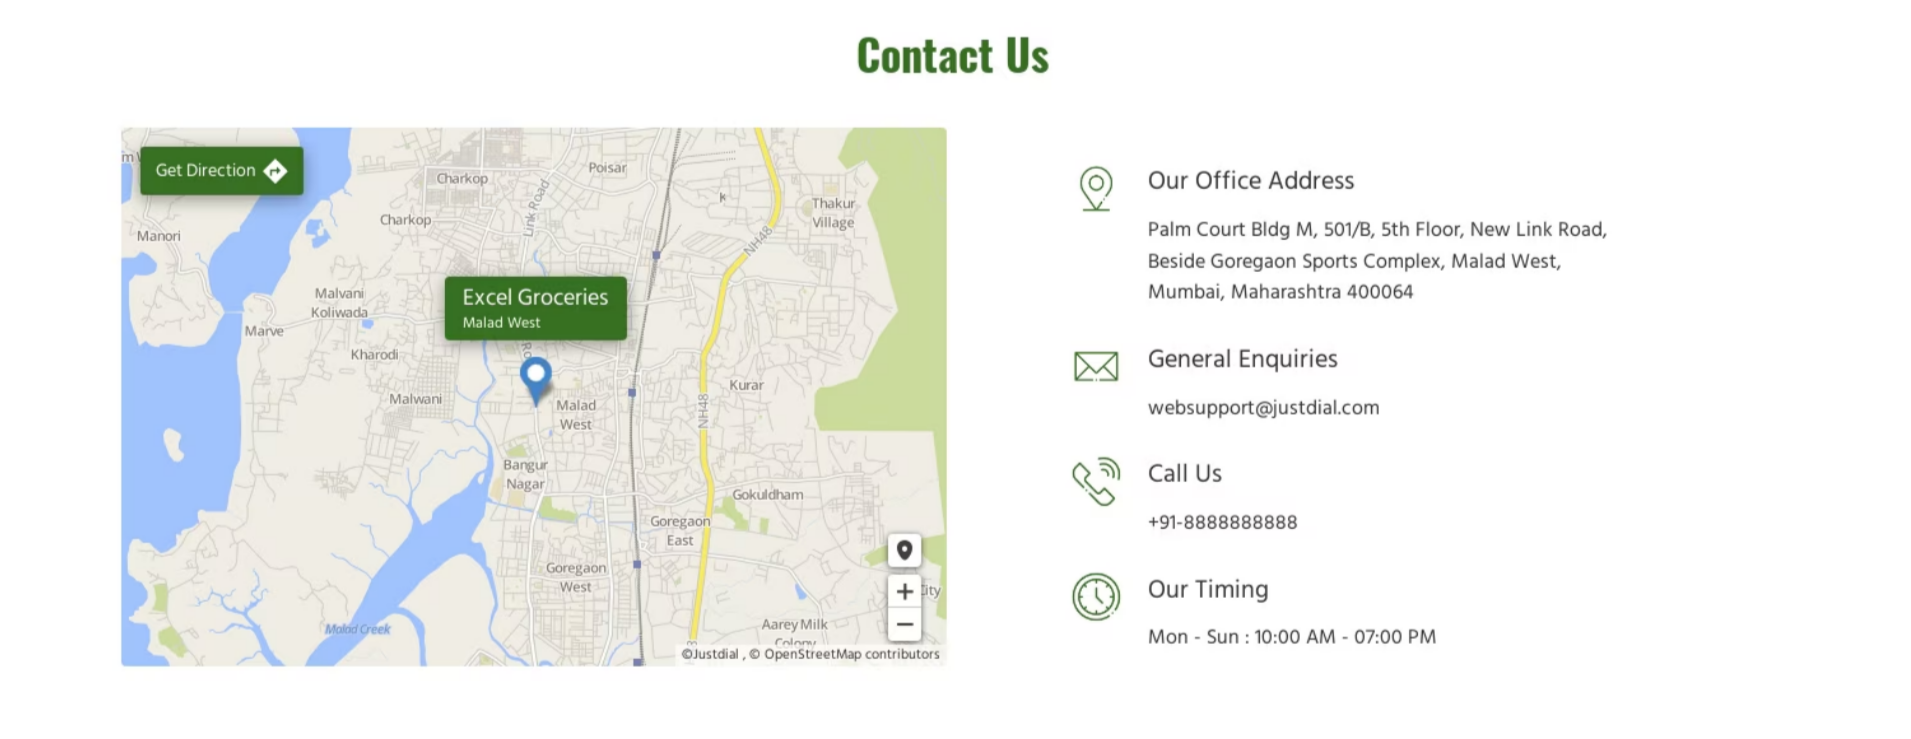 Contact Us
Get Direction
Poisar
Charkop
Charkop
Link Road
Thakur
Village
Manori
NH48
Malvani
Koliwada
Excel Groceries
Malad West
Marve
Kharodi
Kurar
Malwani
Malad
West
NH48
Bangur
Nagar
Gokuldham
Goregaon
East
Goregaon
West
City
Malad Creek
Aarey Milk
Colony
©Justdial , © OpenStreetMap contributors
Our Office Address
Palm Court Bldg M, 501/B, 5th Floor, New Link Road,
Beside Goregaon Sports Complex, Malad West,
Mumbai, Maharashtra 400064
General Enquiries
websupport@justdial.com
Call Us
+91-8888888888
Our Timing
Mon - Sun : 10:00 AM - 07:00 PM